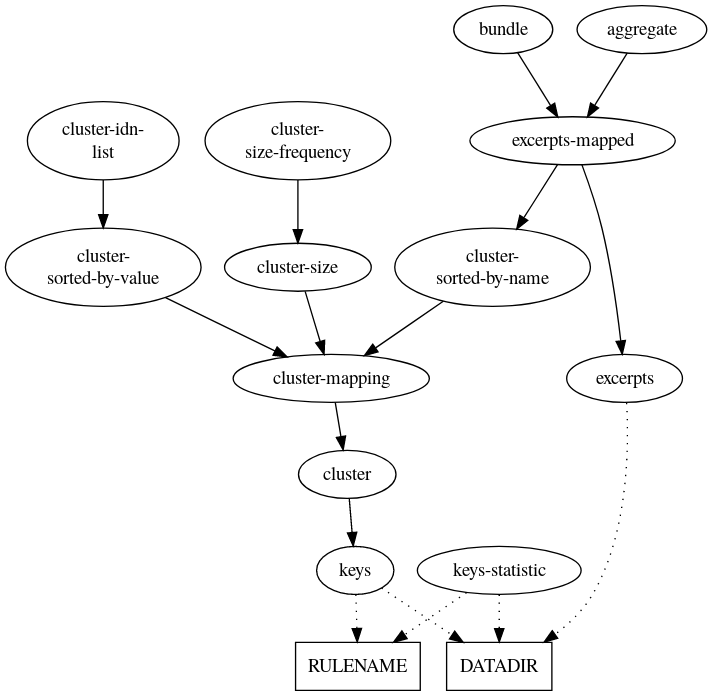 bundle
aggregate
cluster-idn-
list
cluster-
size-frequency
excerpts-mapped
cluster-
sorted-by-value
cluster-size
cluster-
sorted-by-name
cluster-mapping
excerpts
cluster
keys
keys-statistic
RULENAME
DATADIR